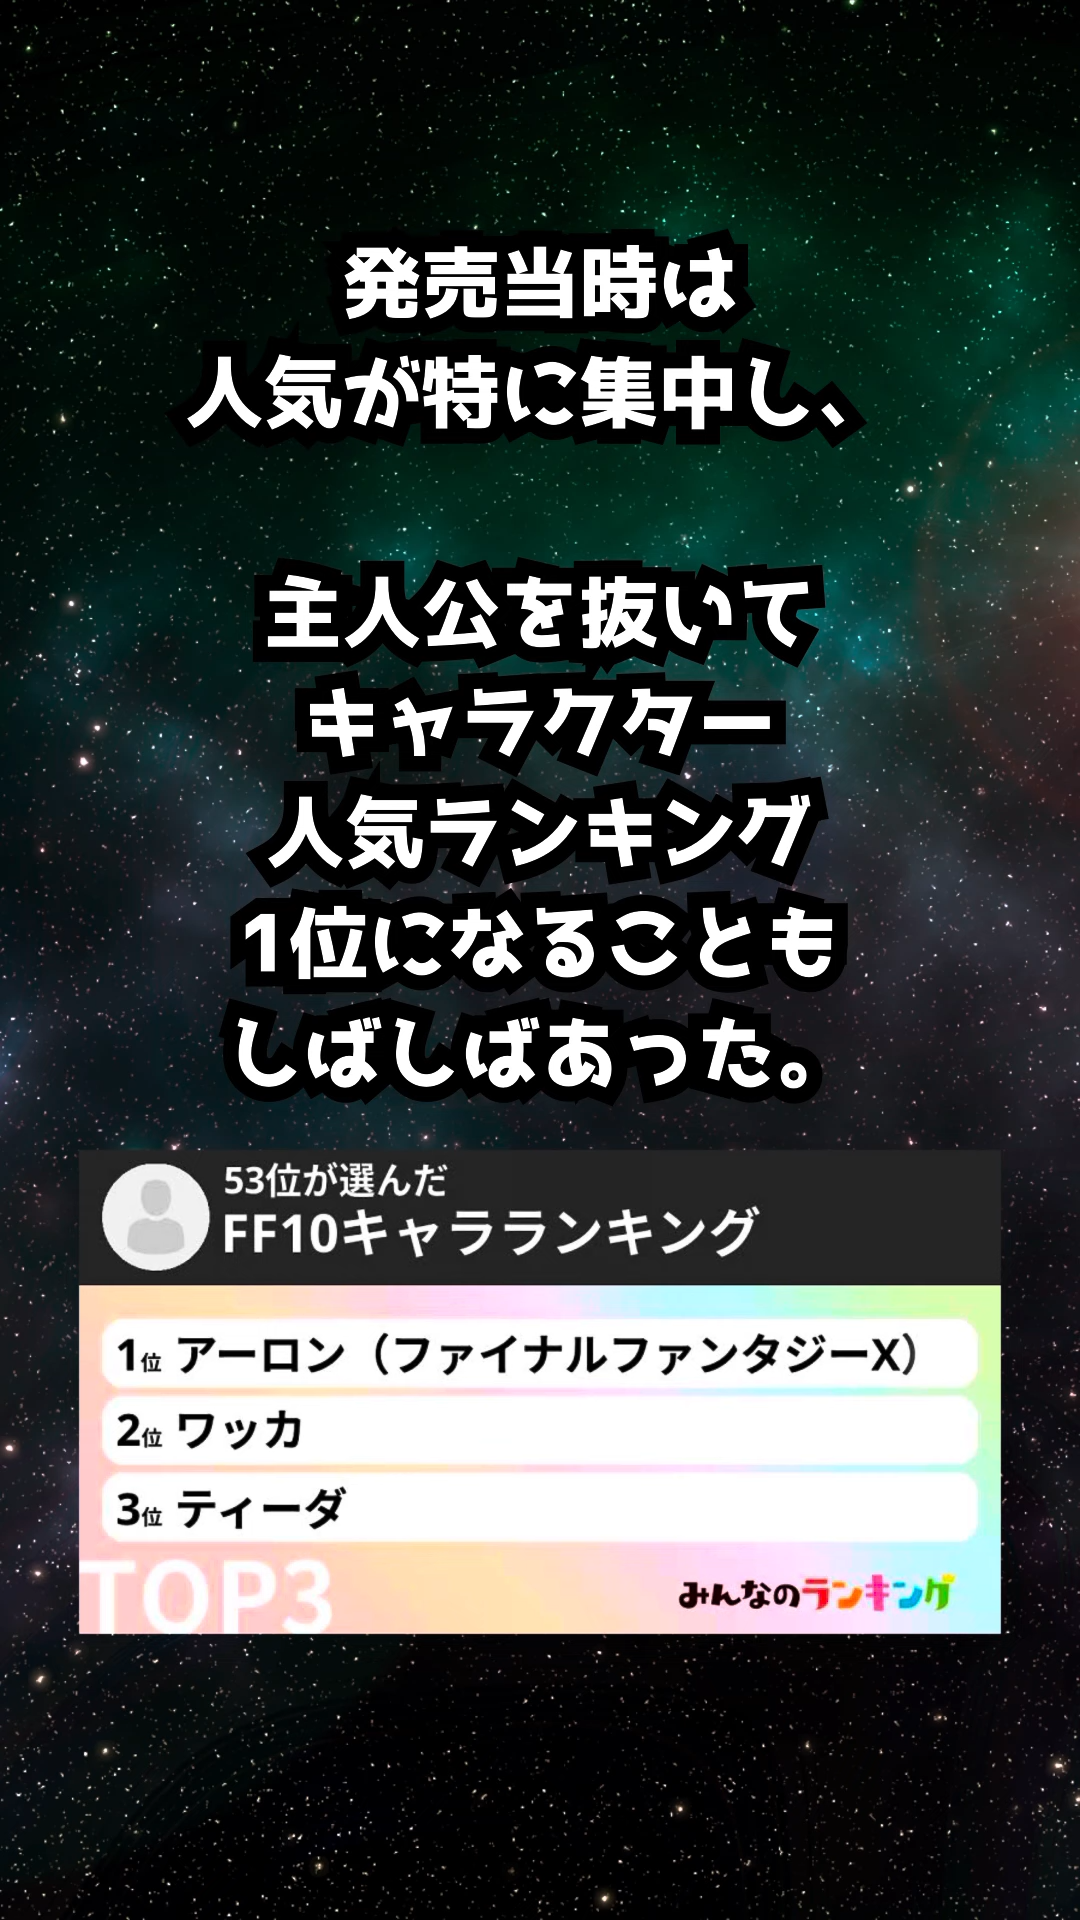 発売当時は
人気が特に集中し、
主人公を抜いて
キャラクター
人気ランキング
1位になることも
しばしばあった。
53位が選んだ
FF10キャラランキング
1位 アーロン（ファイナルファンタジーX）
2位 ワッカ
3位 ティーダ
TOP3
みんなのランキング